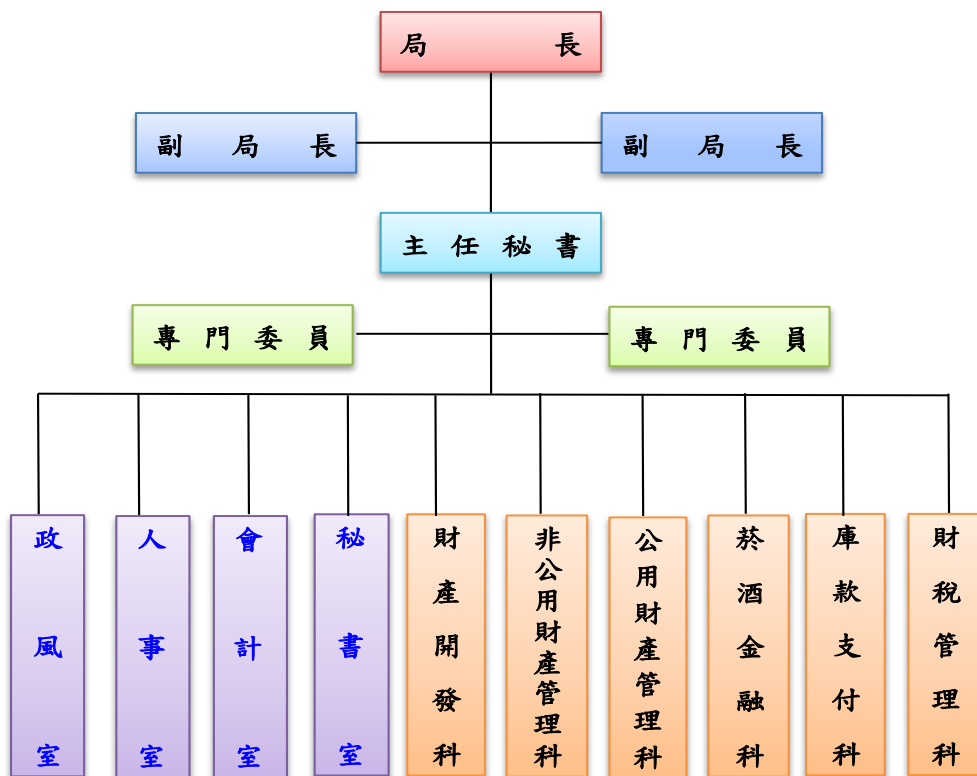 局長
副局長
副局長
主任秘書
專門委員
專門委員
政風室
人事室
會計室
秘書室
財產開發科
非公用財產管理科
公用財產管理科
菸酒金融科
庫款支付科
財稅管理科